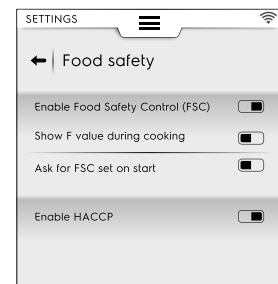 SETTINGS
Food safety
Enable Food Safety Control (FSC)
Show F value during cooking
Ask for FSC set on start
Enable HACCP